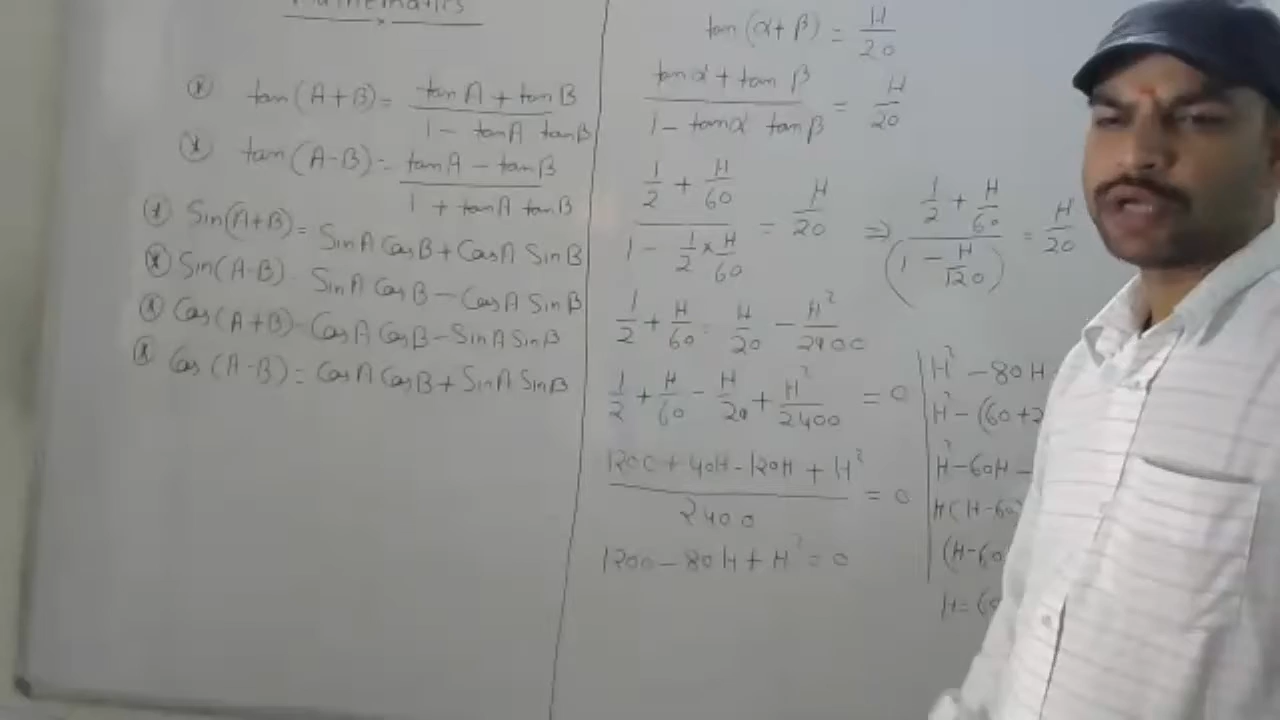 Mathematics
tan(A+B) = (tanA + tanB)/(1 - tanA tanB)
tan(A-B) = (tanA - tanB)/(1 + tanA tanB)
Sin(A+B) = SinA CosB + CosA SinB
Sin(A-B) - SinA CosB - CosA SinB
Cos(A+B) - CosA CosB - SinA SinB
Cos(A-B) = CosA CosB + SinA SinB
tan(α+β) = H/20
(tanα + tanβ)/(1 - tanα tanβ) = H/20
(1/2 + H/60)/(1 - 1/2 × H/60) = H/20 ⇒ (1/2 + H/60)/(1 - H/120) = H/20
1/2 + H/60 = H/20 - H²/2400
1/2 + H/60 - H/20 + H²/2400 = 0
(1200 + 40H - 120H + H²)/2400 = 0
1200 - 80H + H² = 0
H² - 80H
H² - (60+2
H² - 60H -
H(H-60
(H-60
H = 60